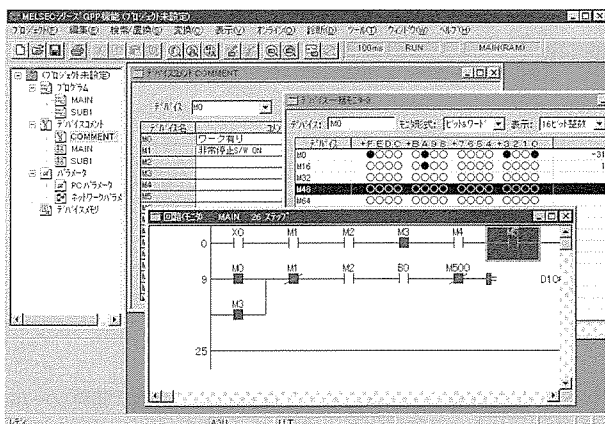 MELSECシリーズ GPP機能 (プロジェクト未設定)
プロジェクト(F) 編集(E) 検索/置換(S) 変換(C) 表示(V) オンライン(O) 診断(D) ツール(T) ウィンドウ(W) ヘルプ(H)
100ms RUN MAIN(RAM)
(プロジェクト未設定)
プログラム
MAIN
SUB1
デバイスコメント
COMMENT
MAIN
SUB1
パラメータ
PC パラメータ
ネットワークパラメ
デバイスメモリ
デバイスコメント COMMENT
デバイス M0
デバイス名 コメ
M0 ワーク有り
M1 非常停止S/W ON
M2
M3
M4
M5
デバイス一括モニタ
デバイス: M0 モニタ形式: ビット&ワード 表示: 16ビット整数
デバイス +F E D C +B A 9 8 +7 6 5 4 +3 2 1 0
M0
M16
M32
M48
M64
回路モニタ MAIN 26 ステップ
0 X0 M1 M2 M3 M4
9 M0 M1 M2 B0 M500 D10
M3
25
レディ A3U UIT